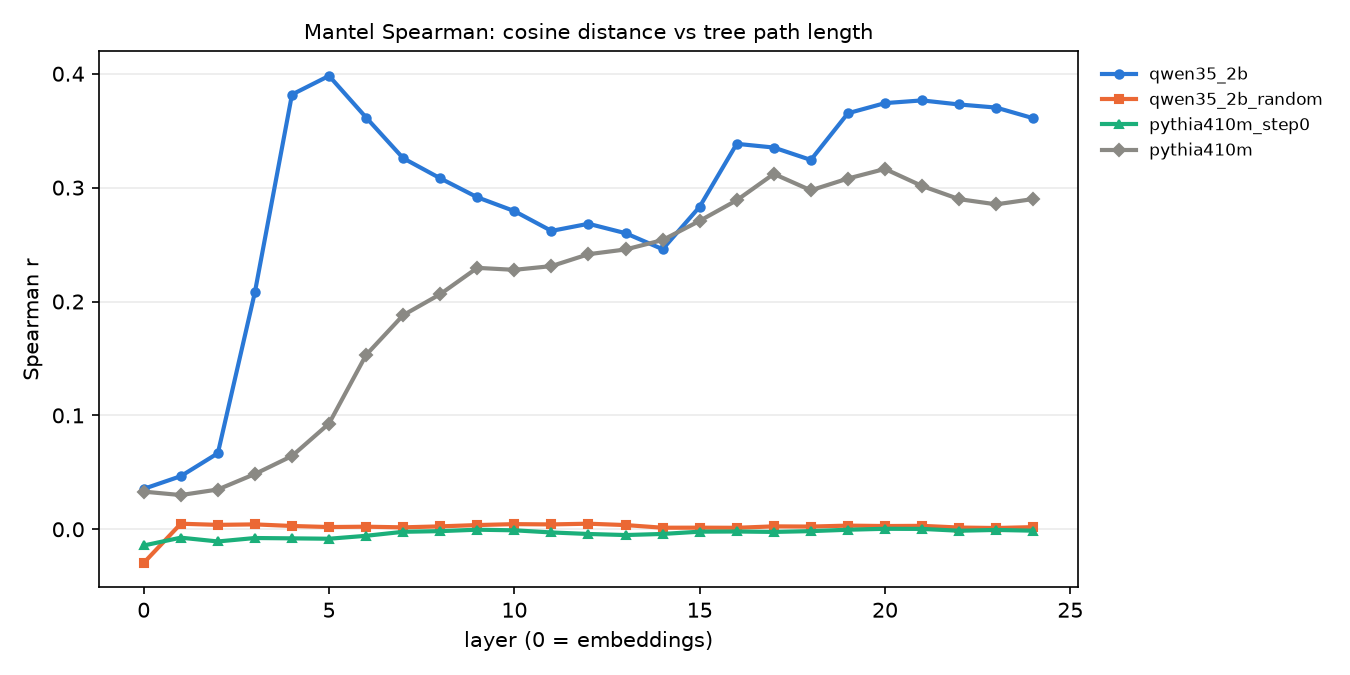 Mantel Spearman: cosine distance vs tree path length
qwen35_2b
qwen35_2b_random
pythia410m_step0
pythia410m
Spearman r
0.4
0.3
0.2
0.1
0.0
0 5 10 15 20 25
layer (0 = embeddings)